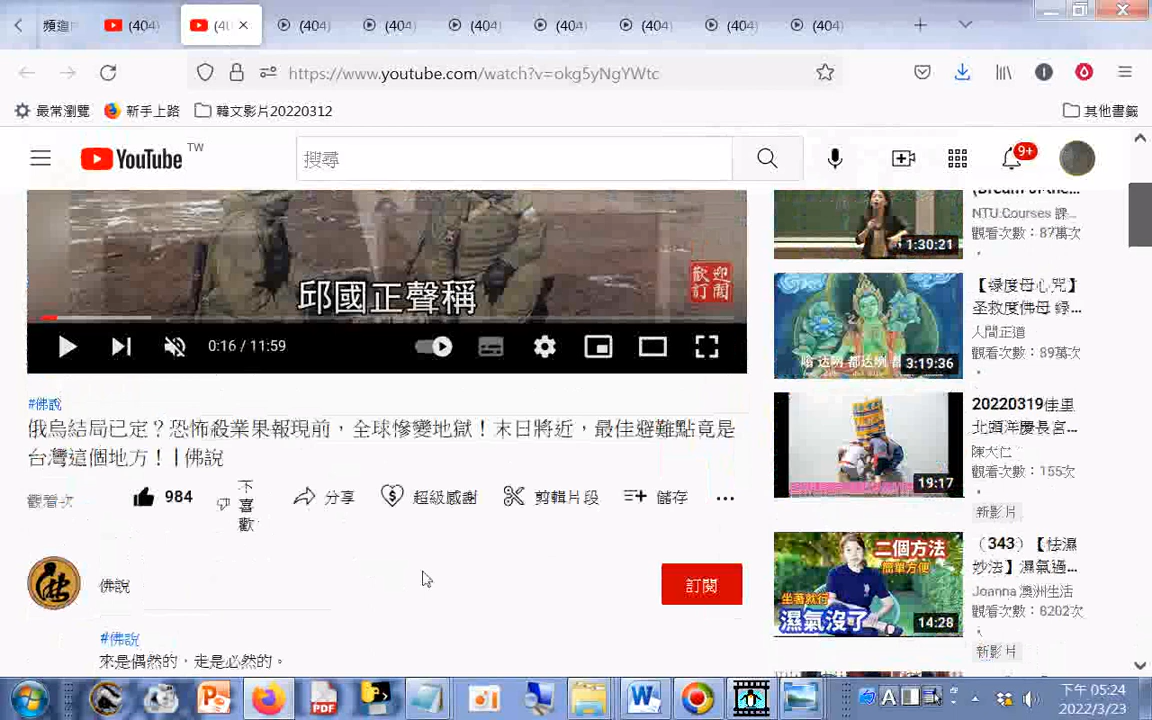 頻道
(404)
(40
(404)
(404)
(404)
(404)
(404)
(404)
(404)
https://www.youtube.com/watch?v=okg5yNgYWtc
最常瀏覽
新手上路
韓文影片20220312
其他書籤
YouTube TW
搜尋
9+
邱國正聲稱
歡迎訂閱
0:16 / 11:59
#佛說
俄烏結局已定？恐怖殺業果報現前，全球慘變地獄！末日將近，最佳避難點竟是
台灣這個地方！ | 佛說
觀看次
984
不喜歡
分享
超級感謝
剪輯片段
儲存
佛說
訂閱
#佛說
來是偶然的，走是必然的。
(Dream of the...
NTU Courses 課...
觀看次數：87萬次
1:30:21
【绿度母心咒】
圣救度佛母 绿...
人間正道
觀看次數：89萬次
3:19:36
20220319佳里
北頭洋慶長宮...
陳大仁
觀看次數：155次
19:17
新影片
（343）【祛濕
妙法】濕氣過...
Joanna 澳洲生活
觀看次數：8202次
新影片
二個方法
簡單方便
坐著就行
濕氣沒了
14:28
PDF
A
下午 05:24
2022/3/23